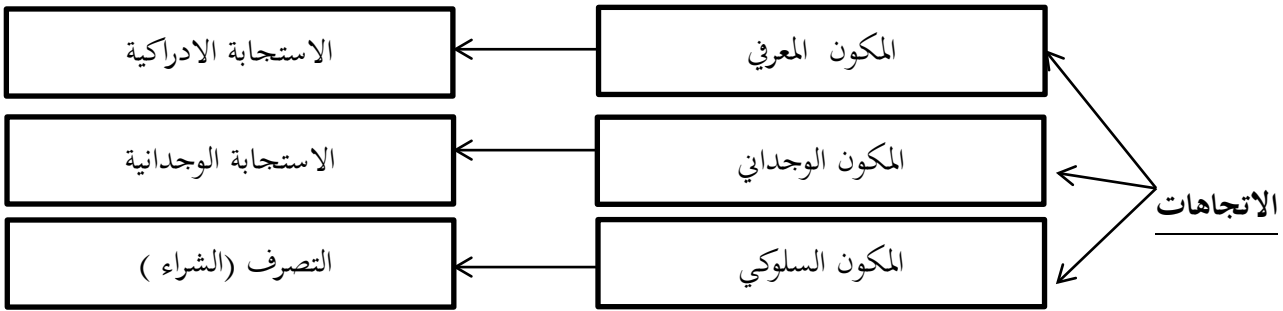 المكون المعرفي
الاستجابة الادراكية
المكون الوجداني
الاستجابة الوجدانية
الاتجاهات
المكون السلوكي
التصرف (الشراء )